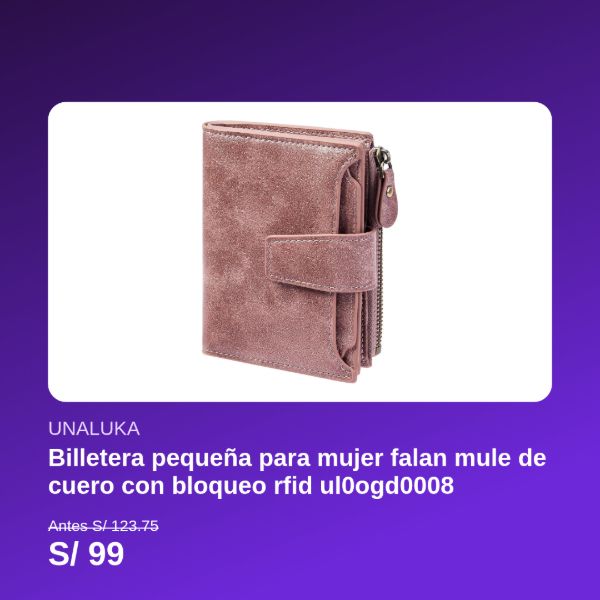 UNALUKA
Billetera pequeña para mujer falan mule de
cuero con bloqueo rfid ul0ogd0008
Antes S/ 123.75
S/ 99